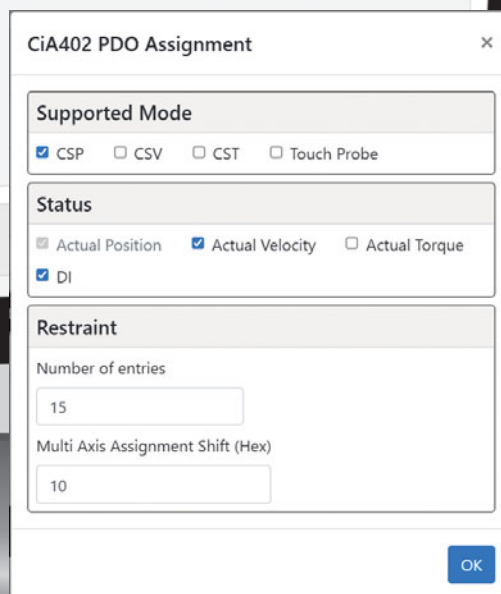 CiA402 PDO Assignment ×
Supported Mode
CSP CSV CST Touch Probe
Status
Actual Position Actual Velocity Actual Torque
DI
Restraint
Number of entries
15
Multi Axis Assignment Shift (Hex)
10
OK